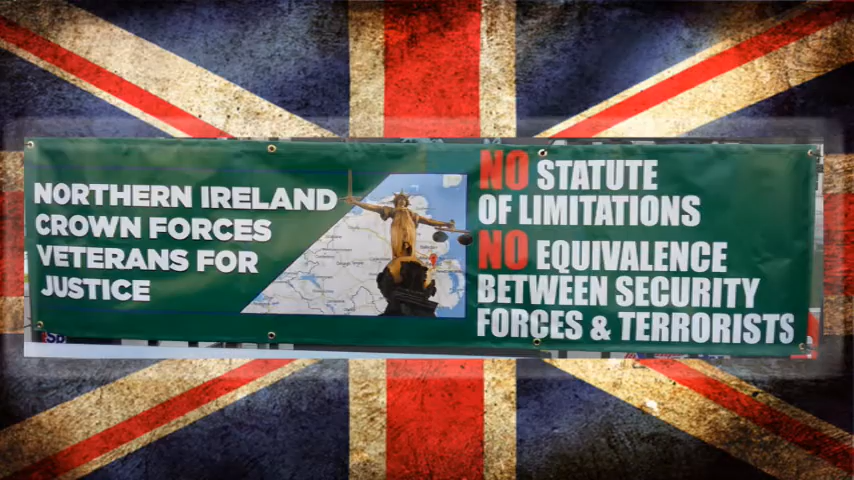 NORTHERN IRELAND
CROWN FORCES
VETERANS FOR
JUSTICE
NO STATUTE
OF LIMITATIONS
NO EQUIVALENCE
BETWEEN SECURITY
FORCES & TERRORISTS